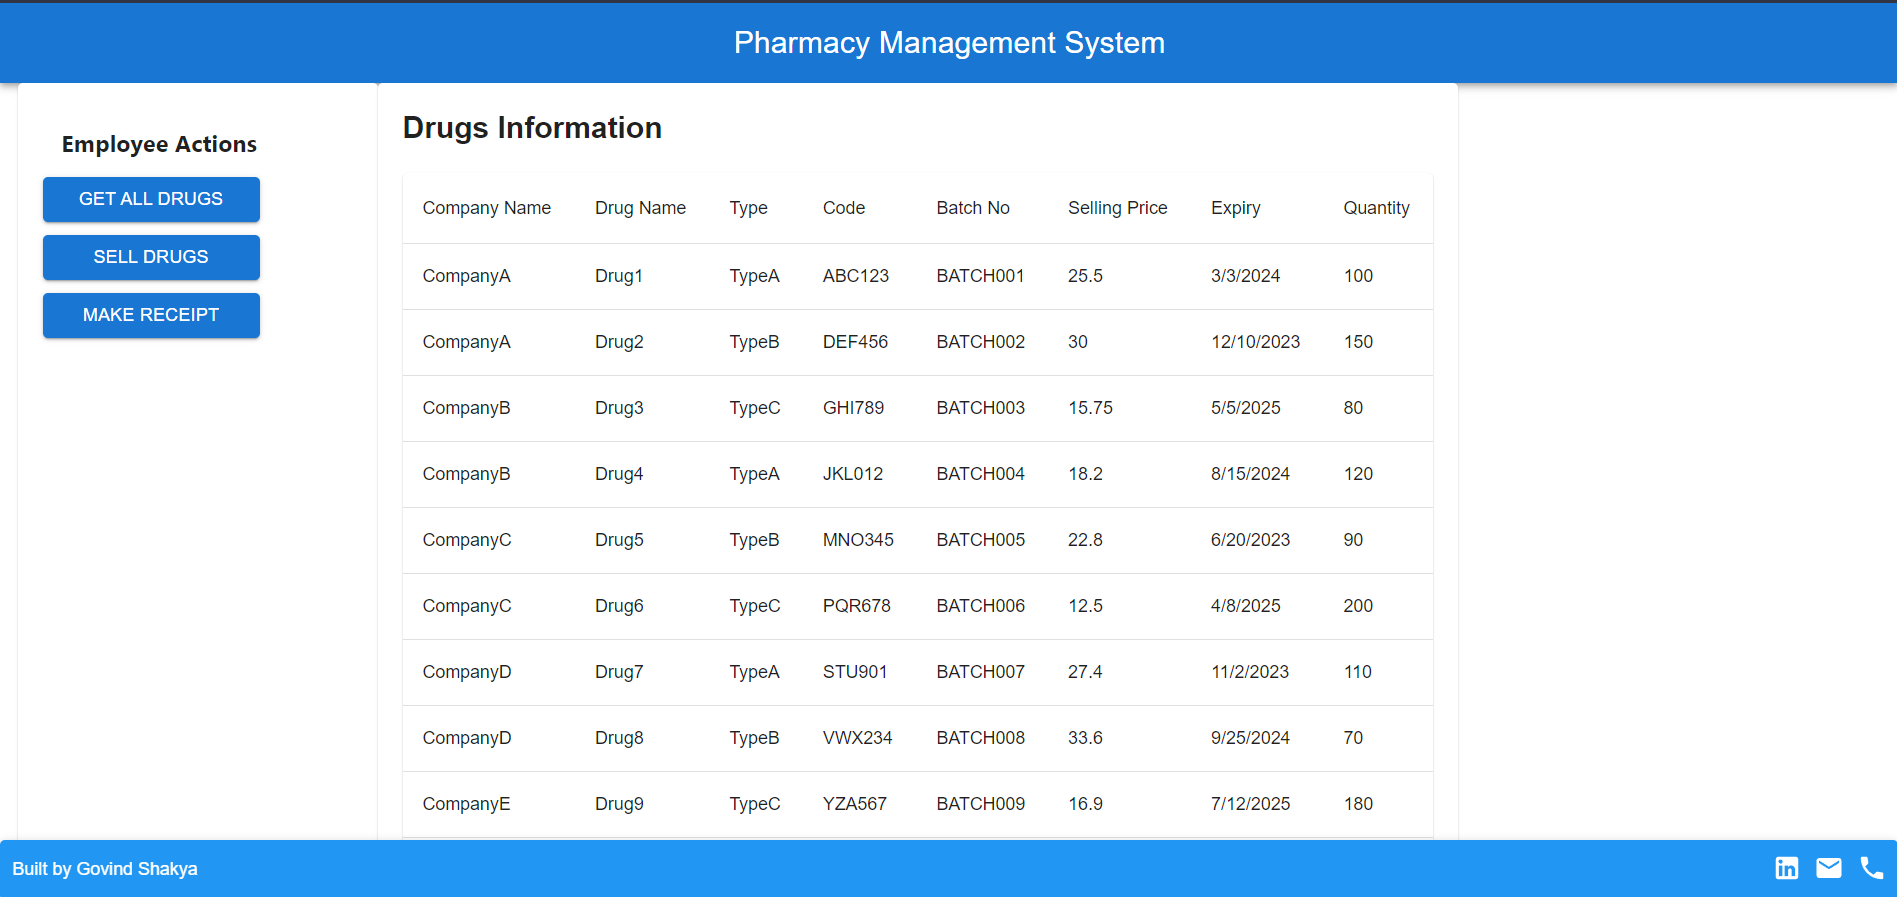 Pharmacy Management System
Employee Actions
GET ALL DRUGS
SELL DRUGS
MAKE RECEIPT
Drugs Information
Company Name Drug Name Type Code Batch No Selling Price Expiry Quantity
CompanyA Drug1 TypeA ABC123 BATCH001 25.5 3/3/2024 100
CompanyA Drug2 TypeB DEF456 BATCH002 30 12/10/2023 150
CompanyB Drug3 TypeC GHI789 BATCH003 15.75 5/5/2025 80
CompanyB Drug4 TypeA JKL012 BATCH004 18.2 8/15/2024 120
CompanyC Drug5 TypeB MNO345 BATCH005 22.8 6/20/2023 90
CompanyC Drug6 TypeC PQR678 BATCH006 12.5 4/8/2025 200
CompanyD Drug7 TypeA STU901 BATCH007 27.4 11/2/2023 110
CompanyD Drug8 TypeB VWX234 BATCH008 33.6 9/25/2024 70
CompanyE Drug9 TypeC YZA567 BATCH009 16.9 7/12/2025 180
Built by Govind Shakya
in